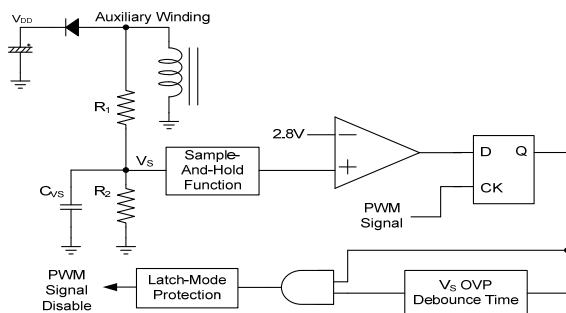 Auxiliary Winding
VDD
R1
2.8V
VS
Sample-
And-Hold
Function
D Q
CK
CVS
R2
PWM
Signal
PWM
Signal
Disable
Latch-Mode
Protection
VS OVP
Debounce Time